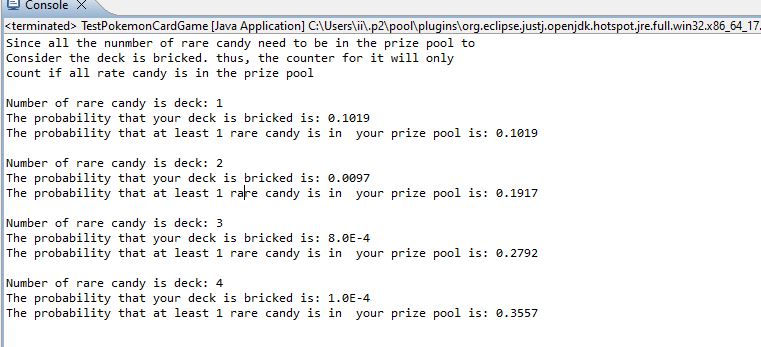 Console
<terminated> TestPokemonCardGame [Java Application] C:\Users\ii\.p2\pool\plugins\org.eclipse.justj.openjdk.hotspot.jre.full.win32.x86_64_17.
Since all the nunmber of rare candy need to be in the prize pool to
Consider the deck is bricked. thus, the counter for it will only
count if all rate candy is in the prize pool
Number of rare candy is deck: 1
The probability that your deck is bricked is: 0.1019
The probability that at least 1 rare candy is in  your prize pool is: 0.1019
Number of rare candy is deck: 2
The probability that your deck is bricked is: 0.0097
The probability that at least 1 rare candy is in  your prize pool is: 0.1917
Number of rare candy is deck: 3
The probability that your deck is bricked is: 8.0E-4
The probability that at least 1 rare candy is in  your prize pool is: 0.2792
Number of rare candy is deck: 4
The probability that your deck is bricked is: 1.0E-4
The probability that at least 1 rare candy is in  your prize pool is: 0.3557